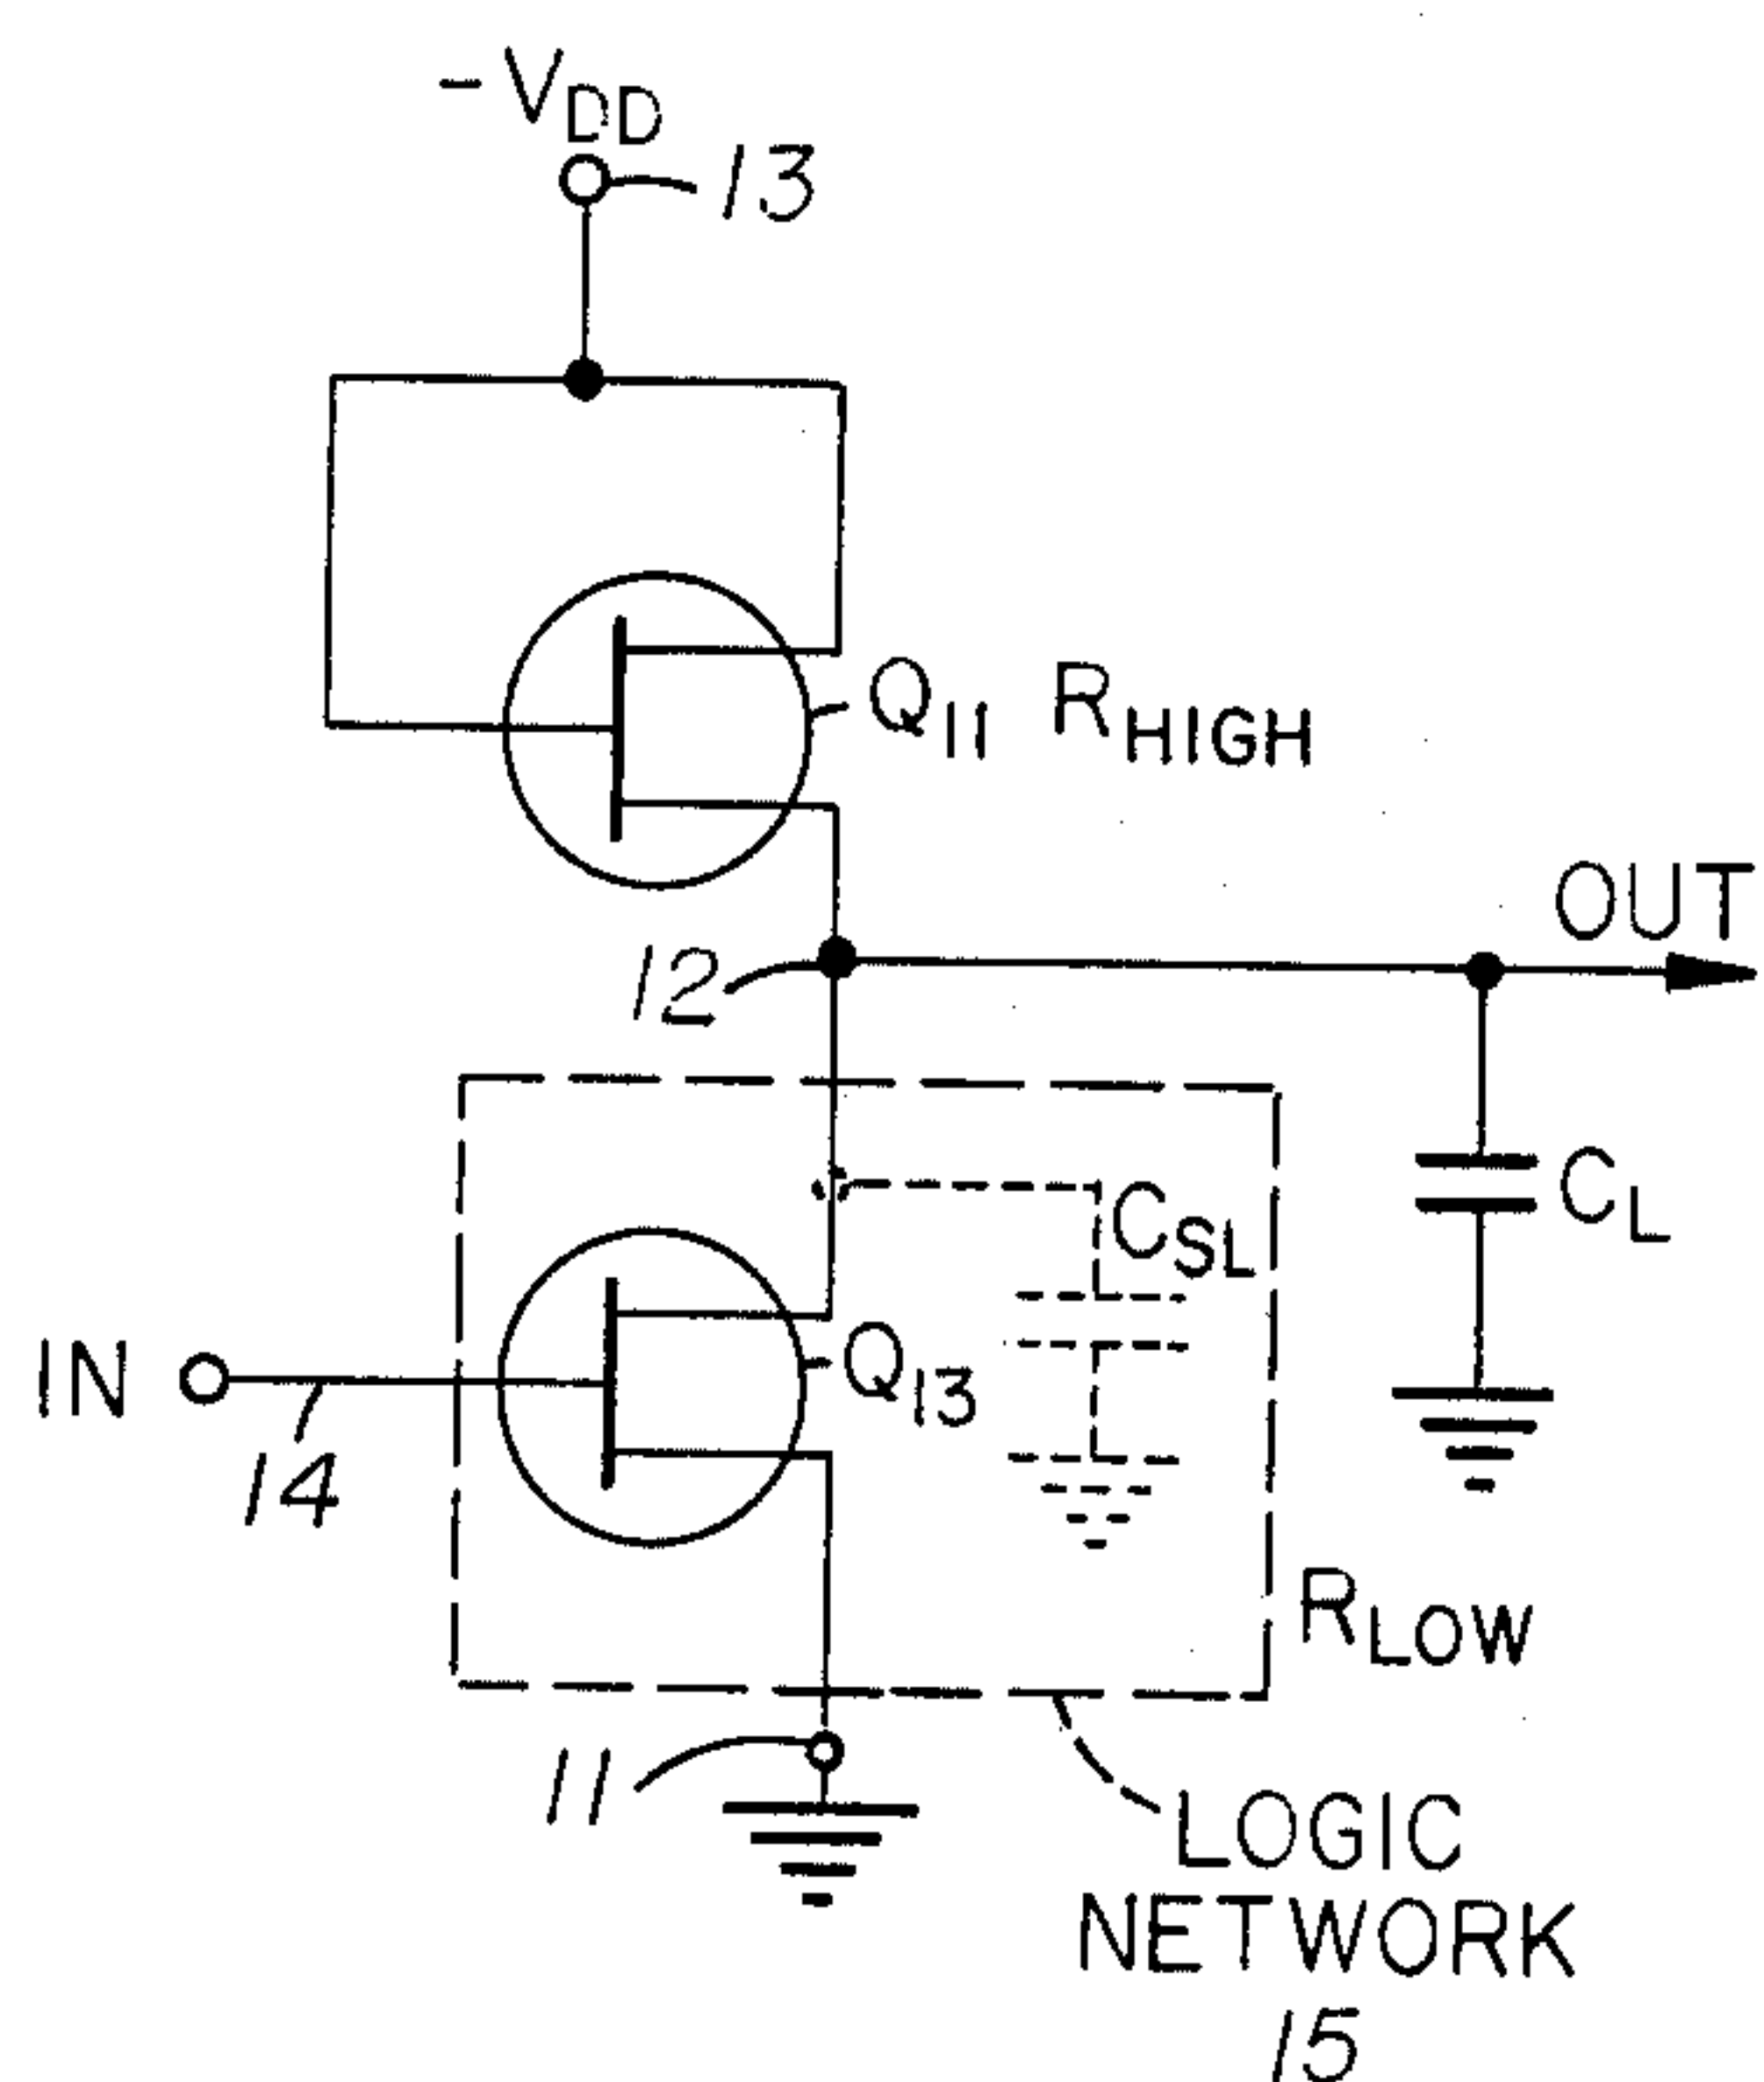 -VDD
13
Q11 RHIGH
OUT
12
CSL
CL
IN
Q13
14
RLOW
11
LOGIC
NETWORK
15